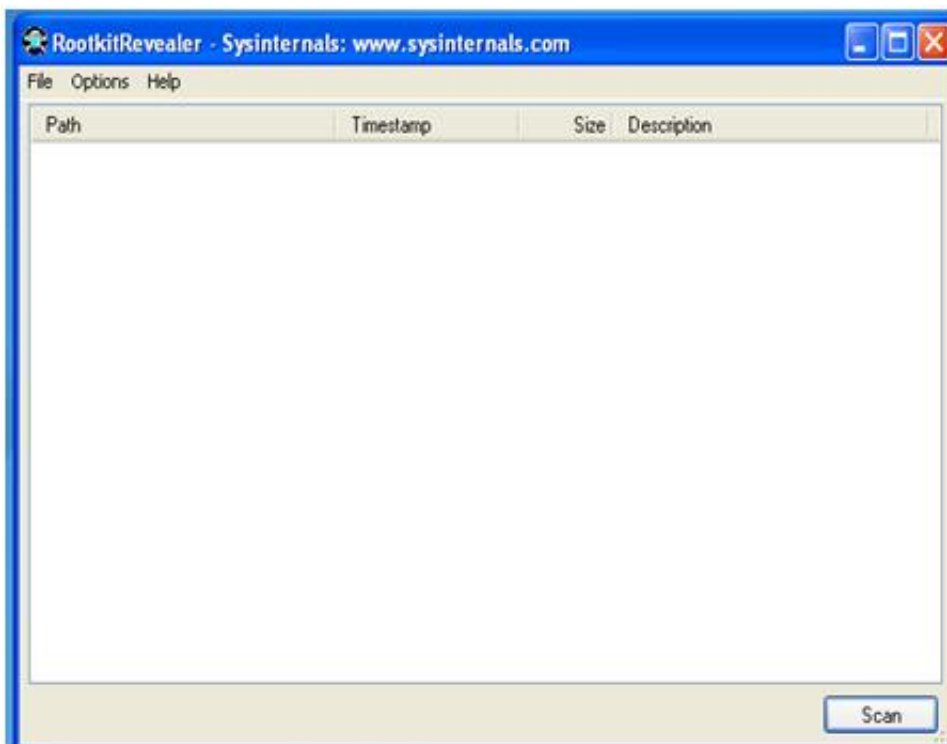 RootkitRevealer - Sysinternals: www.sysinternals.com
File Options Help
Path Timestamp Size Description
Scan